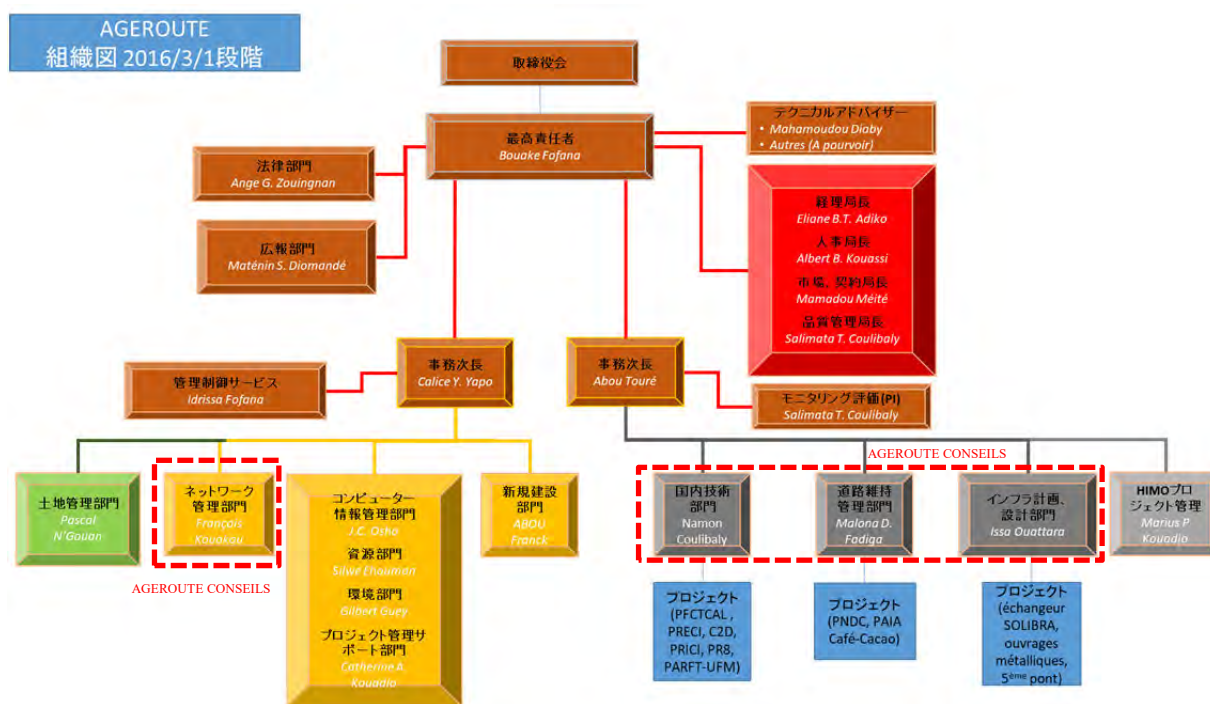 AGEROUTE
組織図 2016/3/1段階
取締役会
最高責任者
Bouake Fofana
テクニカルアドバイザー
• Mahamoudou Diaby
• Autres (A pourvoir)
法律部門
Ange G. Zouingnan
広報部門
Maténin S. Diomandé
経理局長
Eliane B.T. Adiko
人事局長
Albert B. Kouassi
市場、契約局長
Mamadou Méité
品質管理局長
Salimata T. Coulibaly
管理制御サービス
Idrissa Fofana
事務次長
Calice Y. Yapo
事務次長
Abou Touré
モニタリング評価(PI)
Salimata T. Coulibaly
AGEROUTE CONSEILS
土地管理部門
Pascal
N'Gouan
ネットワーク
管理部門
François
Kouakou
AGEROUTE CONSEILS
コンピューター
情報管理部門
J.C. Osho
資源部門
Silwe Ehouman
環境部門
Gilbert Guey
プロジェクト管理サ
ポート部門
Catherine A.
Kouadio
新規建設
部門
ABOU
Franck
国内技術
部門
Namon
Coulibaly
道路維持
管理部門
Malona D.
Fadiga
インフラ計画、
設計部門
Issa Ouattara
HIMOプロ
ジェクト管理
Marius P
Kouadio
プロジェクト
(PFCTCAL ,
PRECI, C2D,
PRICI, PR8,
PARFT-UFM)
プロジェクト
(PNDC, PAIA
Café-Cacao)
プロジェクト
(échangeur
SOLIBRA,
ouvrages
métalliques,
5ème pont)